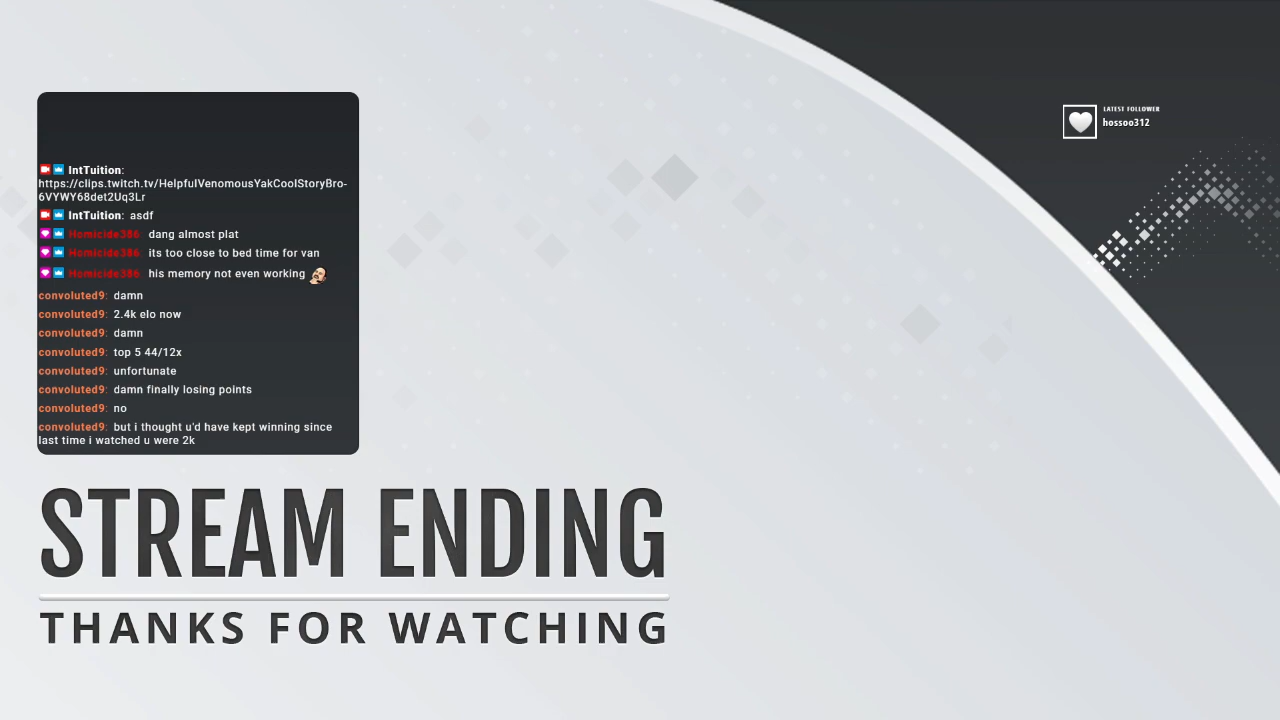 LATEST FOLLOWER
hossoo312
IntTuition:
https://clips.twitch.tv/HelpfulVenomousYakCoolStoryBro-
6VYWY68det2Uq3Lr
IntTuition: asdf
Homicide386: dang almost plat
Homicide386: its too close to bed time for van
Homicide386: his memory not even working
convoluted9: damn
convoluted9: 2.4k elo now
convoluted9: damn
convoluted9: top 5 44/12x
convoluted9: unfortunate
convoluted9: damn finally losing points
convoluted9: no
convoluted9: but i thought u'd have kept winning since
last time i watched u were 2k
STREAM ENDING
THANKS FOR WATCHING